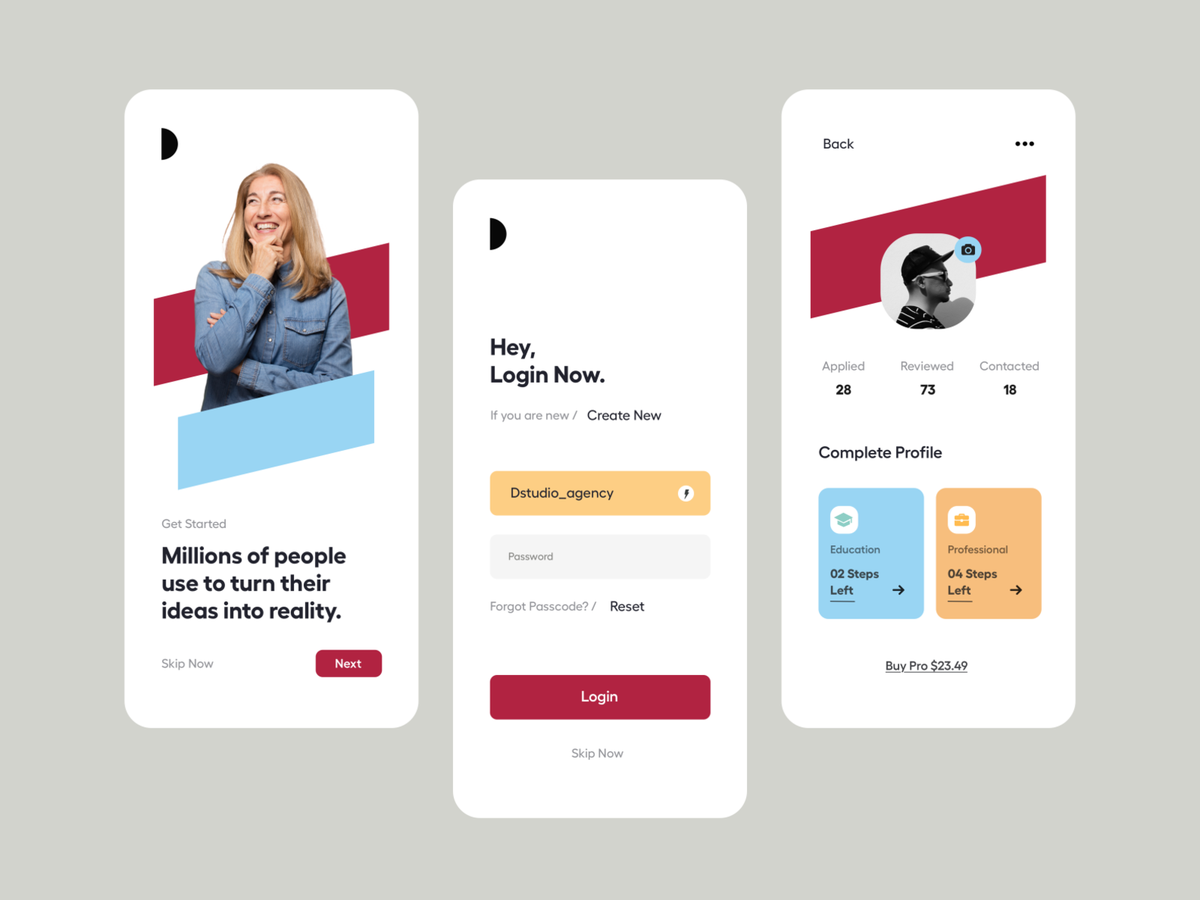 Get Started
Millions of people
use to turn their
ideas into reality.
Skip Now
Next
Hey,
Login Now.
If you are new / Create New
Dstudio_agency
Password
Forgot Passcode? / Reset
Login
Skip Now
Back
Applied Reviewed Contacted
28 73 18
Complete Profile
Education
02 Steps
Left
Professional
04 Steps
Left
Buy Pro $23.49